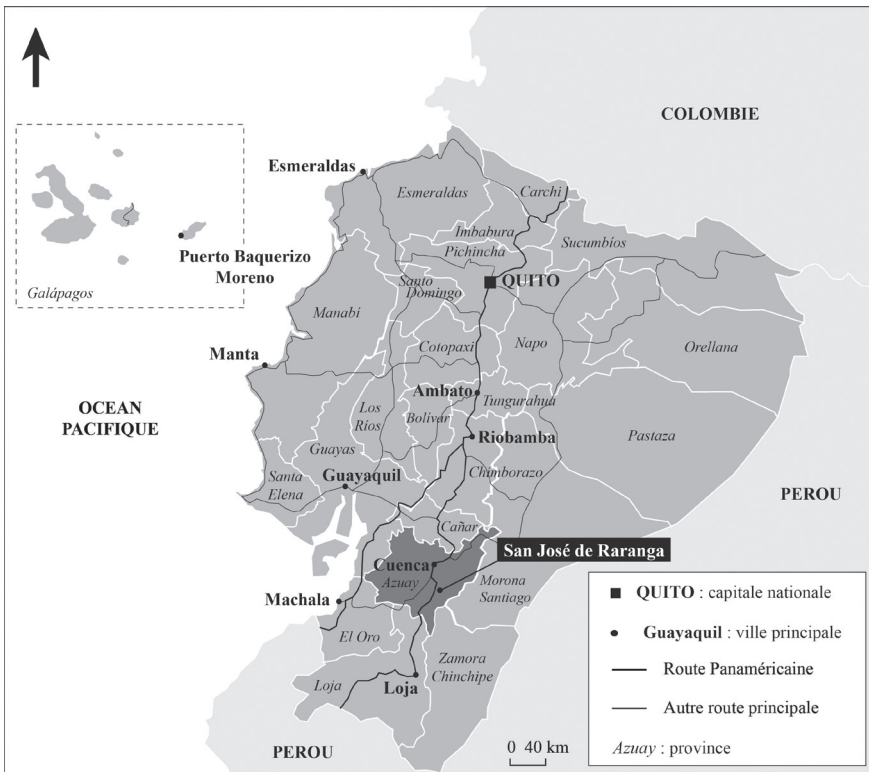 COLOMBIE
Esmeraldas
Esmeraldas
Carchi
Imbabura
Sucumbíos
Pichincha
Puerto Baquerizo
Moreno
Galápagos
Santo
Domingo
QUITO
Manabí
Cotopaxi
Napo
Orellana
Manta
Ambato
Tungurahua
OCEAN
PACIFIQUE
Los
Ríos
Bolívar
Riobamba
Pastaza
Guayas
Santa
Elena
Guayaquil
Chimborazo
PEROU
Cañar
San José de Raranga
Cuenca
Azuay
Morona
Santiago
Machala
El Oro
Zamora
Chinchipe
Loja
Loja
PEROU
0 40 km
QUITO : capitale nationale
Guayaquil : ville principale
Route Panaméricaine
Autre route principale
Azuay : province